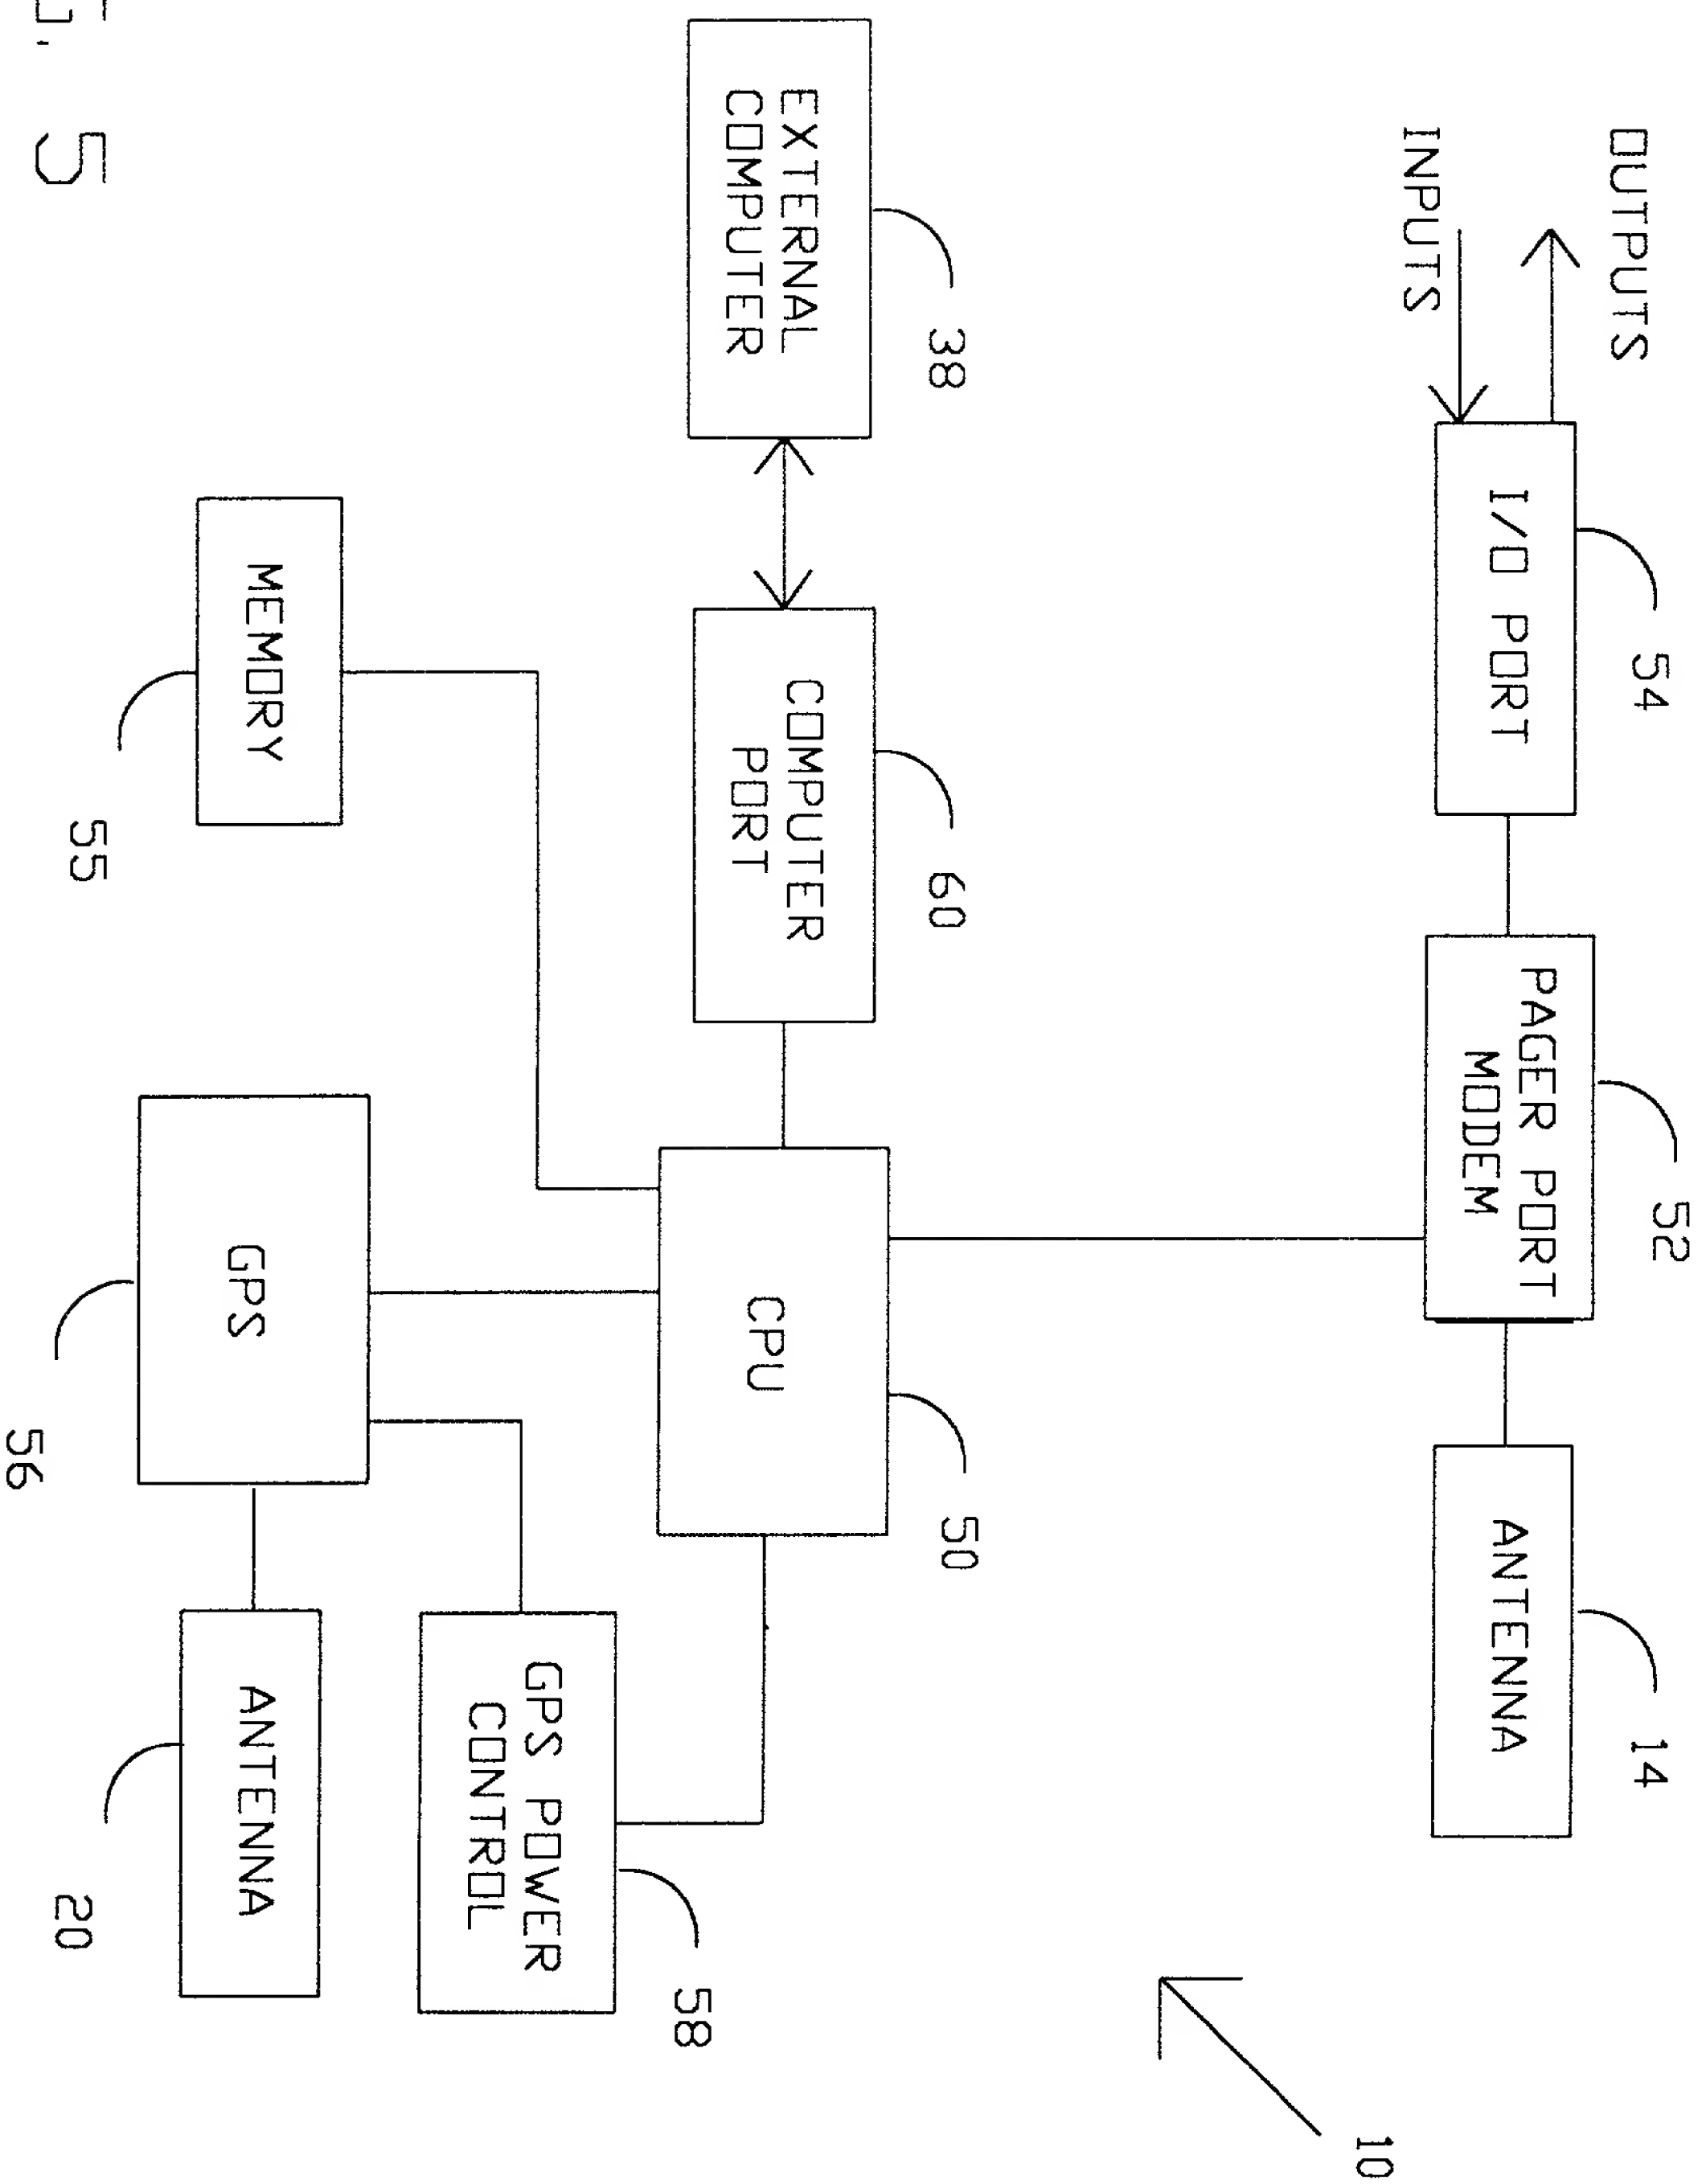 OUTPUTS
INPUTS
I/O PORT
54
PAGER PORT
MODEM
52
ANTENNA
14
10
EXTERNAL
COMPUTER
38
COMPUTER
PORT
60
CPU
50
GPS POWER
CONTROL
58
MEMORY
55
GPS
56
ANTENNA
20
5